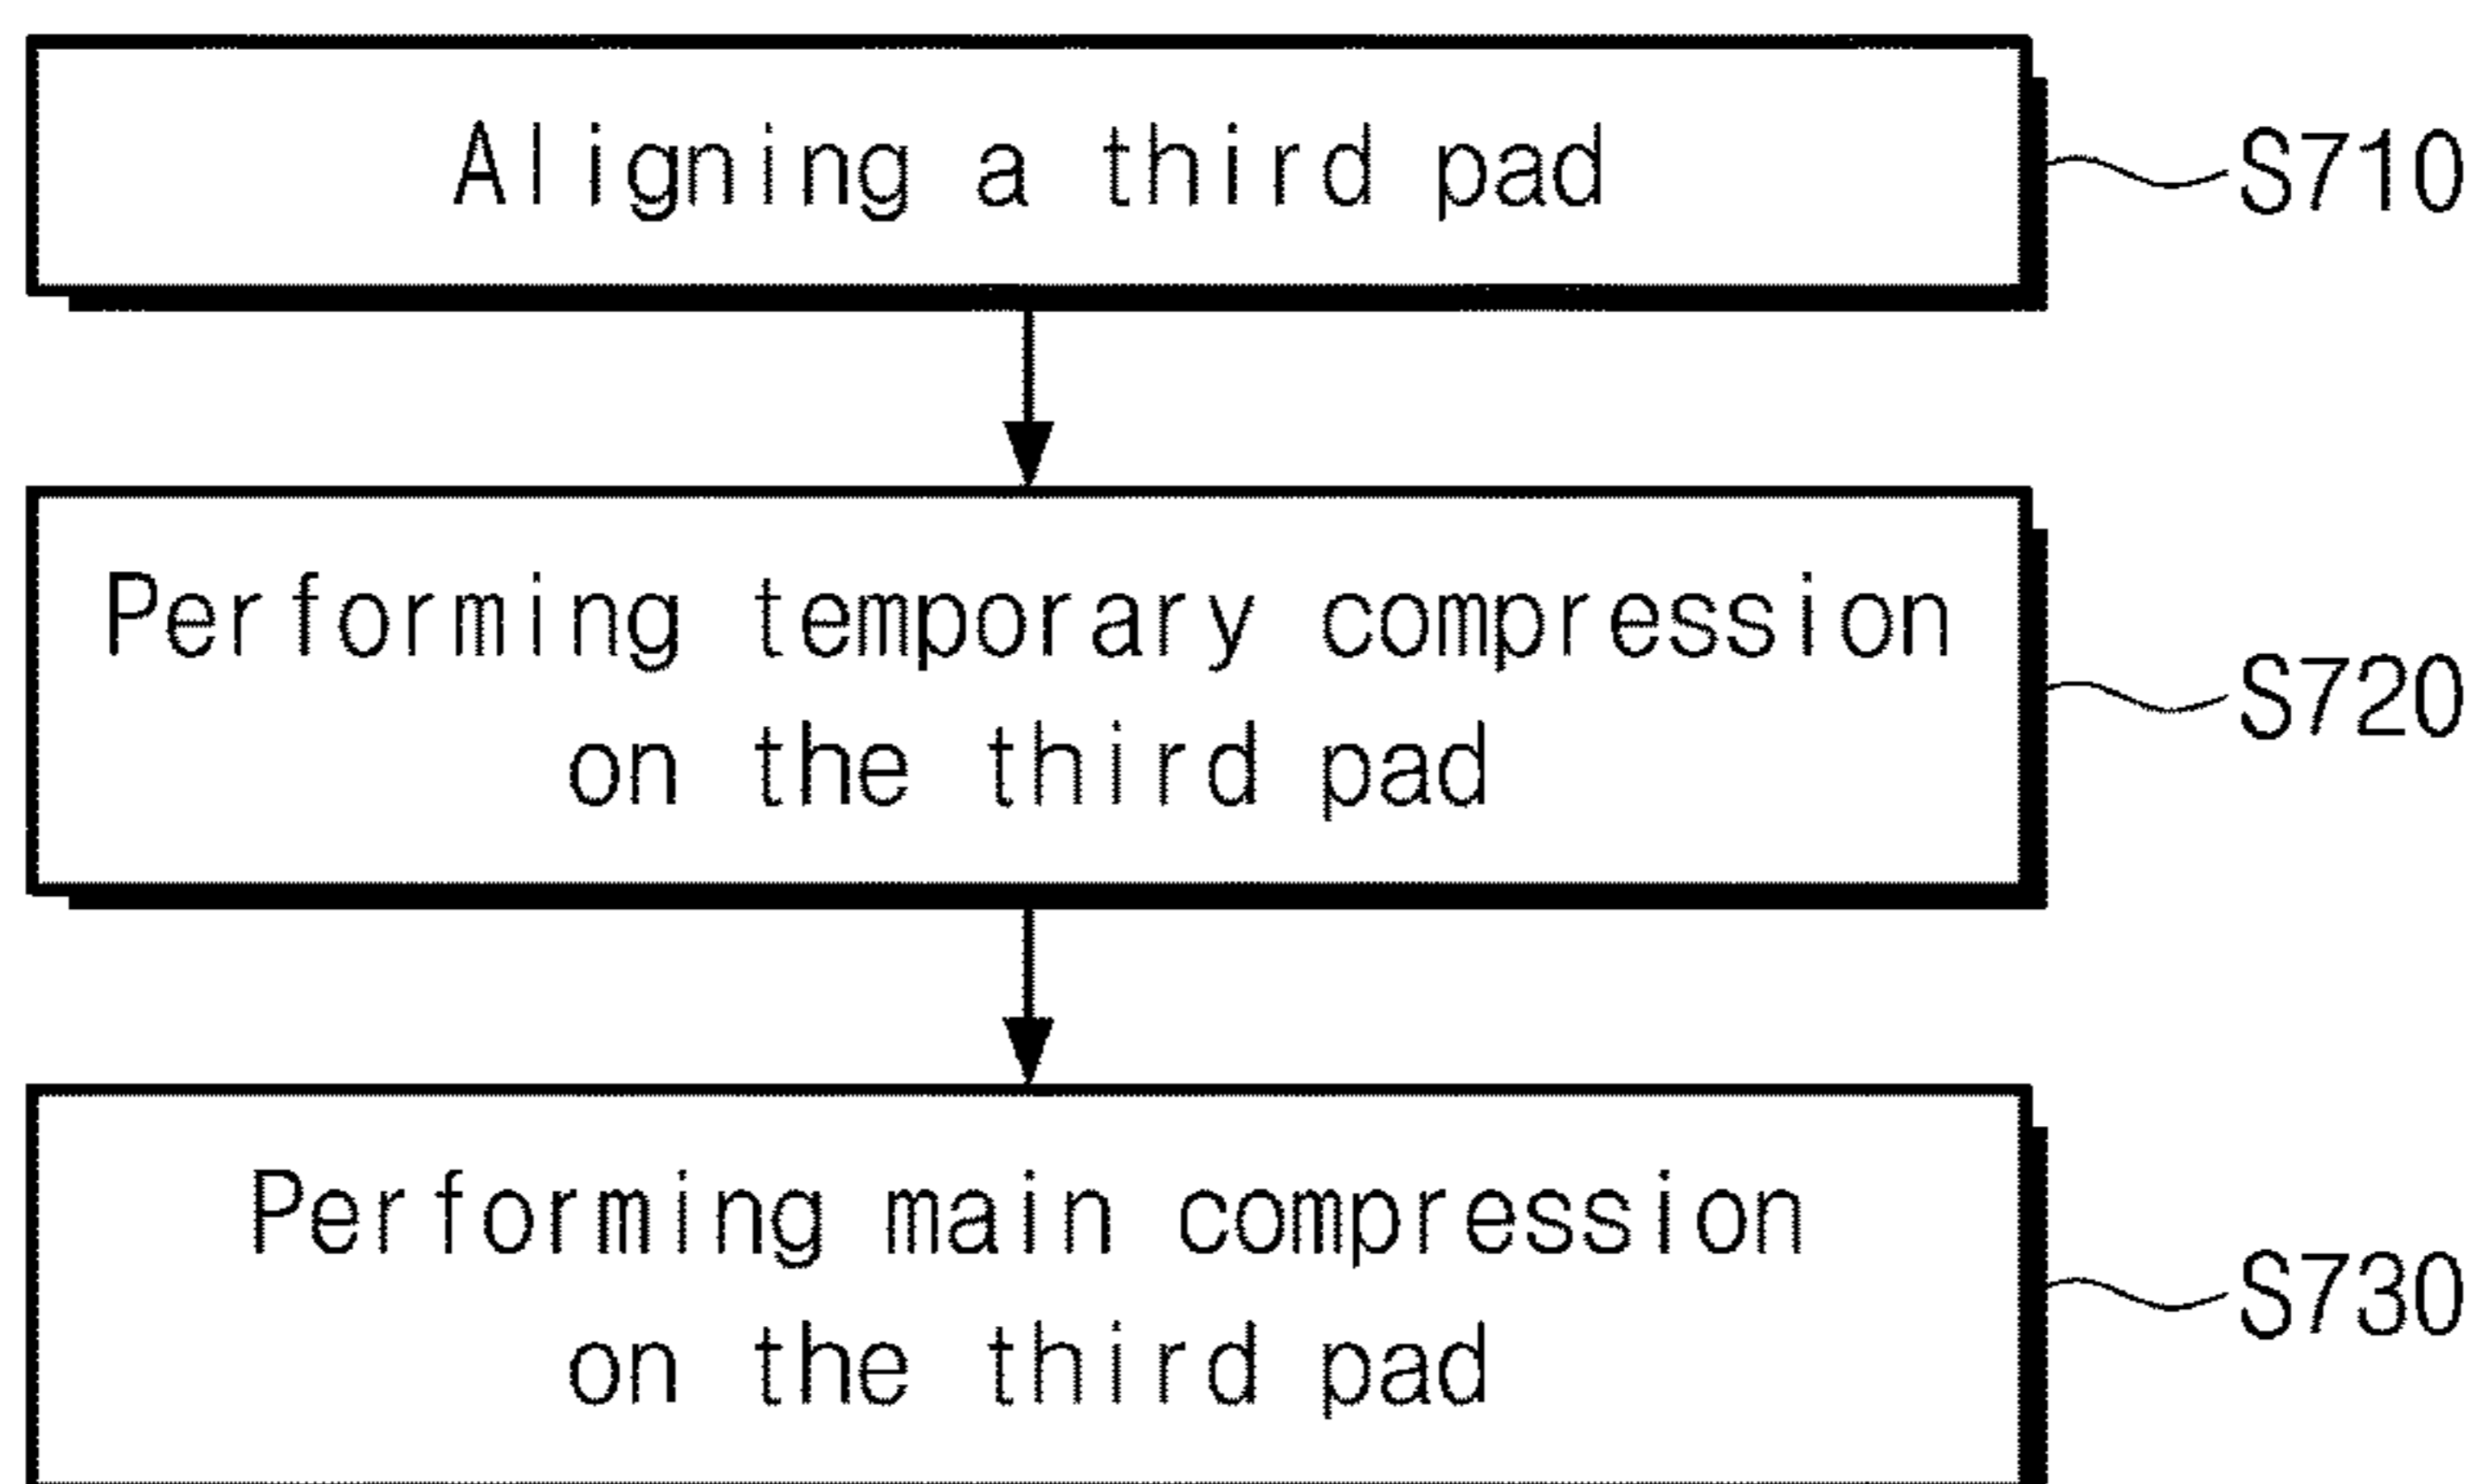 Aligning a third pad
S710
Performing temporary compression
on the third pad
S720
Performing main compression
on the third pad
S730